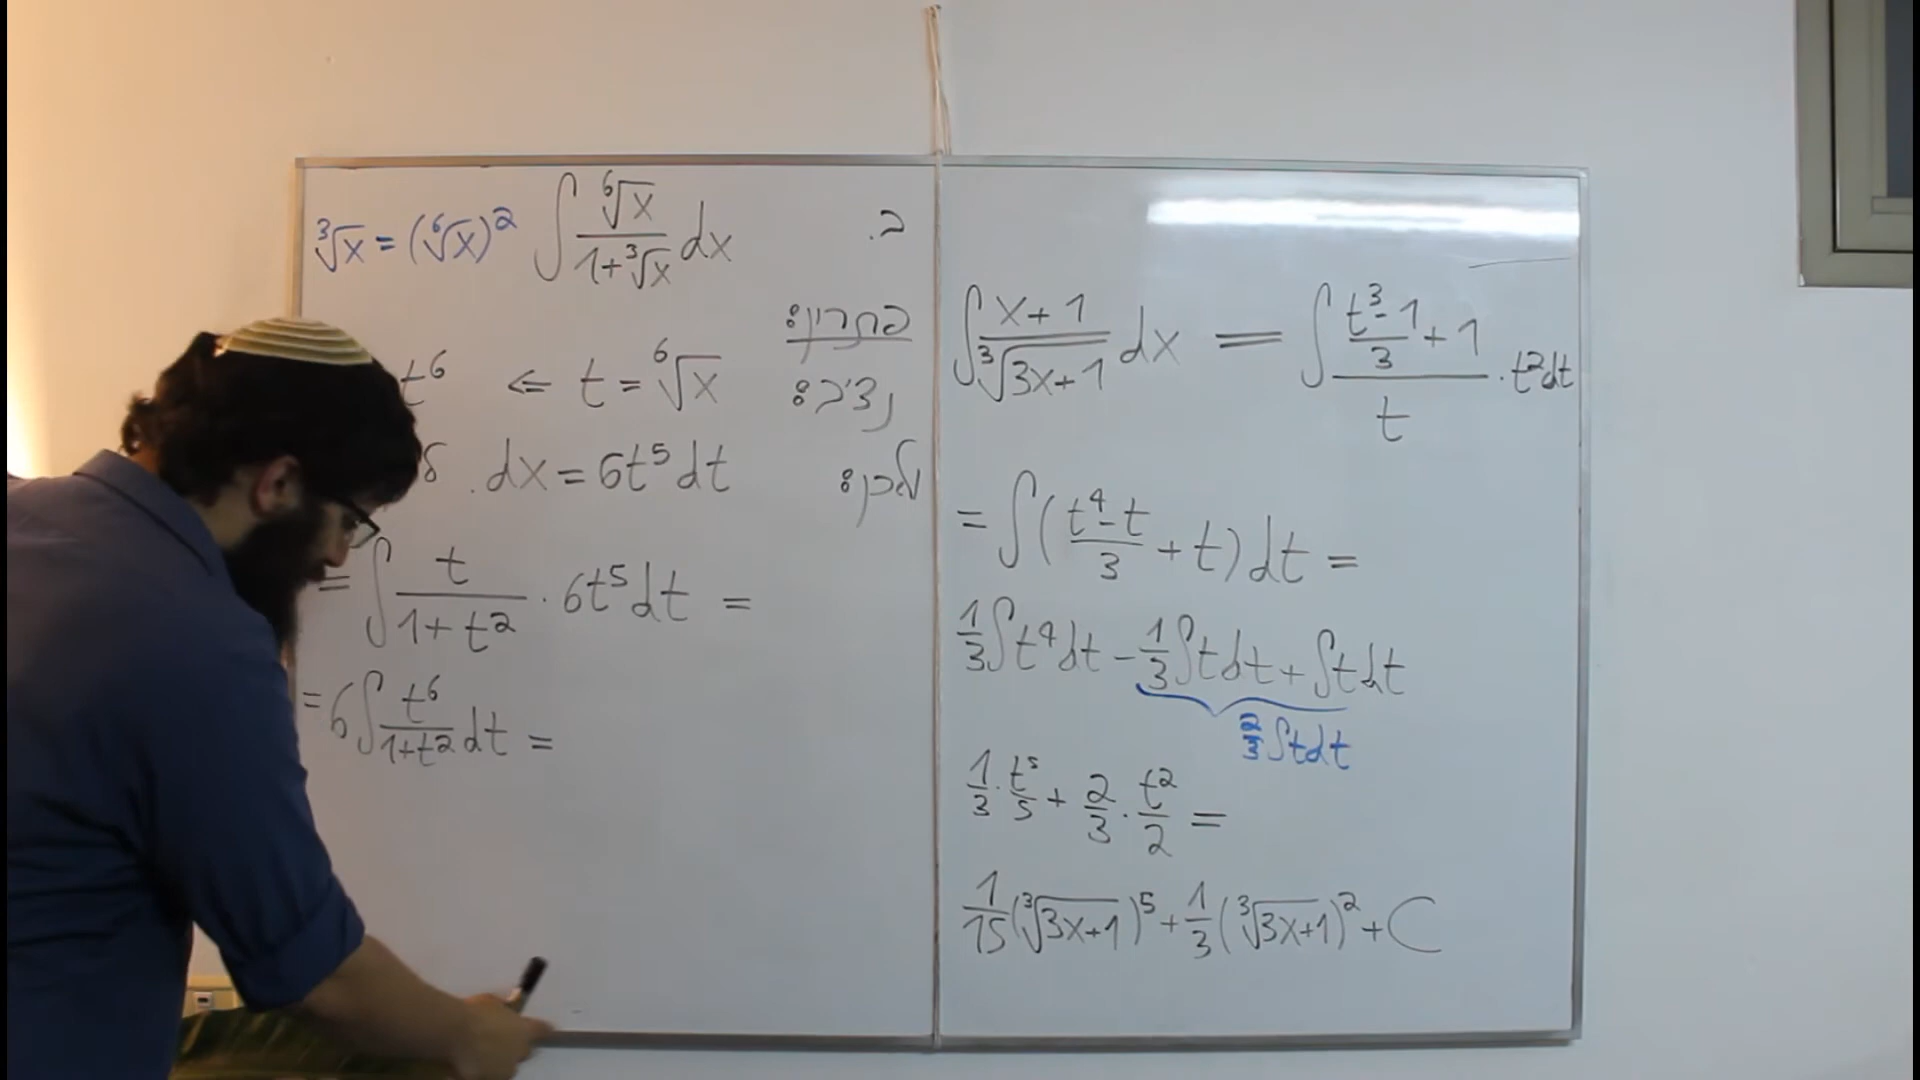 ב. ∫ ⁶√x / (1+³√x) dx
³√x = (⁶√x)²
פתרון:
נציב: t = ⁶√x ⇒ t⁶
ולכן: dx = 6t⁵dt .
= ∫ t / (1+t²) · 6t⁵dt =
= 6∫ t⁶ / (1+t²) dt =
∫ (x+1) / ³√(3x+1) dx = ∫ ((t³-1)/3 + 1) / t · t²dt
= ∫((t⁴-t)/3 + t)dt =
1/3 ∫t⁴dt - 1/3 ∫tdt + ∫tdt
2/3 ∫tdt
1/3 · t⁵/5 + 2/3 · t²/2 =
1/15 (³√(3x+1))⁵ + 1/3 (³√(3x+1))² + C